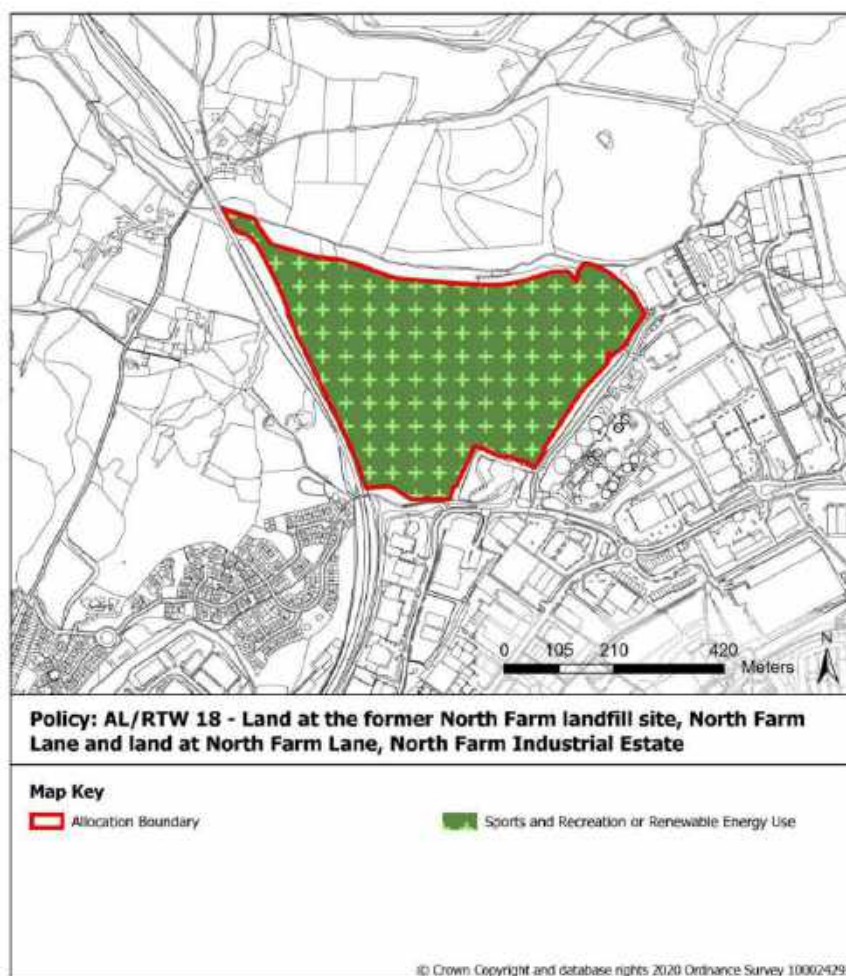 0 105 210 420
Meters
N
Policy: AL/RTW 18 - Land at the former North Farm landfill site, North Farm
Lane and land at North Farm Lane, North Farm Industrial Estate
Map Key
Allocation Boundary
Sports and Recreation or Renewable Energy Use
© Crown Copyright and database rights 2020 Ordnance Survey 10002429